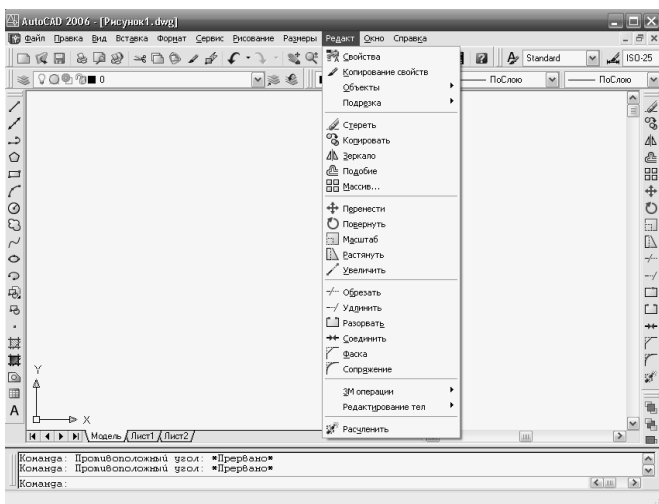 AutoCAD 2006 - [Рисунок1.dwg]
Файл Правка Вид Вставка Формат Сервис Рисование Размеры Редакт Окно Справка
Standard ISO-25
0 ПоСлою ПоСлою
Свойства
Копирование свойств
Объекты
Подрезка
Стереть
Копировать
Зеркало
Подобие
Массив...
Перенести
Повернуть
Масштаб
Растянуть
Увеличить
Обрезать
Удлинить
Разорвать
Соединить
Фаска
Сопряжение
3М операции
Редактирование тел
Расчленить
A
Y
X
Модель Лист1 Лист2
Команда: Противоположный угол: *Прервано*
Команда: Противоположный угол: *Прервано*
Команда: